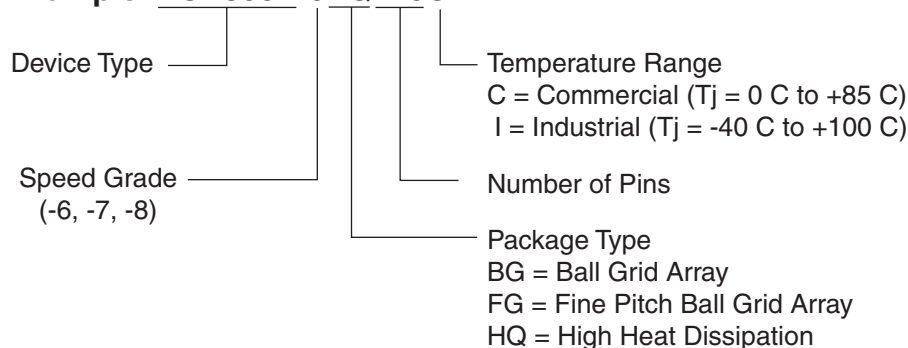 Device Type
Temperature Range
C = Commercial (Tj = 0 C to +85 C)
I = Industrial (Tj = -40 C to +100 C)
Speed Grade
(-6, -7, -8)
Number of Pins
Package Type
BG = Ball Grid Array
FG = Fine Pitch Ball Grid Array
HQ = High Heat Dissipation